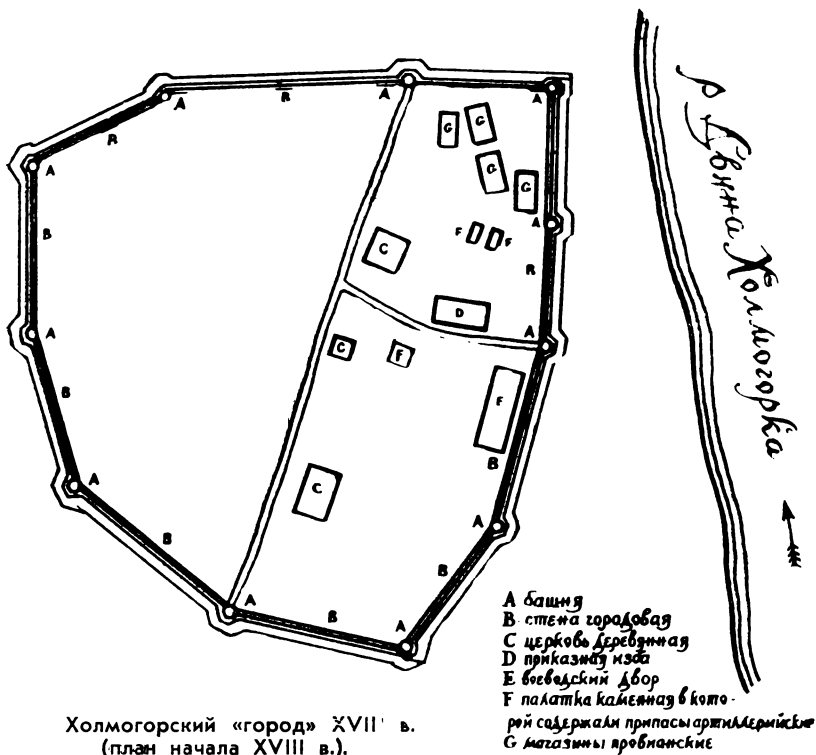 A
A
A
R
R
G
G
A
A
G
G
B
A
F
F
C
R
D
A
A
C
F
B
F
B
C
A
A
B
B
A
B
A
р Двина Холмогорка
A башня
B стена городовая
C церковь деревянная
D приказная изба
E воеводский двор
F палатка каменная в кото-
рой содержали припасы артиллерийские
G магазины провианские
Холмогорский «город» XVII в.
(план начала XVIII в.).